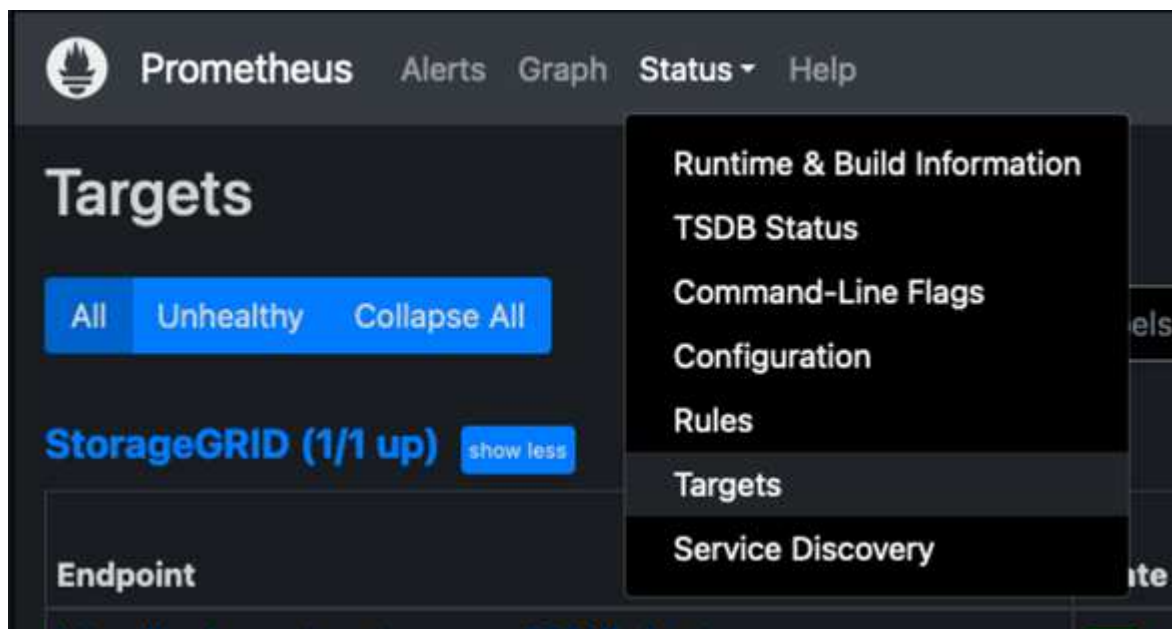 Prometheus Alerts Graph Status Help
Targets
All Unhealthy Collapse All
StorageGRID (1/1 up) show less
Endpoint
Runtime & Build Information
TSDB Status
Command-Line Flags
Configuration
Rules
Targets
Service Discovery